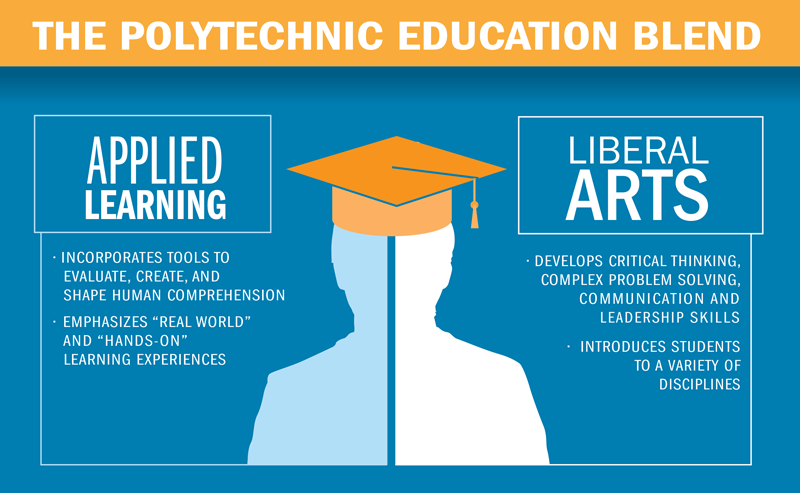 THE POLYTECHNIC EDUCATION BLEND
APPLIED
LEARNING
· INCORPORATES TOOLS TO
EVALUATE, CREATE, AND
SHAPE HUMAN COMPREHENSION
· EMPHASIZES “REAL WORLD”
AND “HANDS-ON”
LEARNING EXPERIENCES
LIBERAL
ARTS
· DEVELOPS CRITICAL THINKING,
COMPLEX PROBLEM SOLVING,
COMMUNICATION AND
LEADERSHIP SKILLS
· INTRODUCES STUDENTS
TO A VARIETY OF
DISCIPLINES